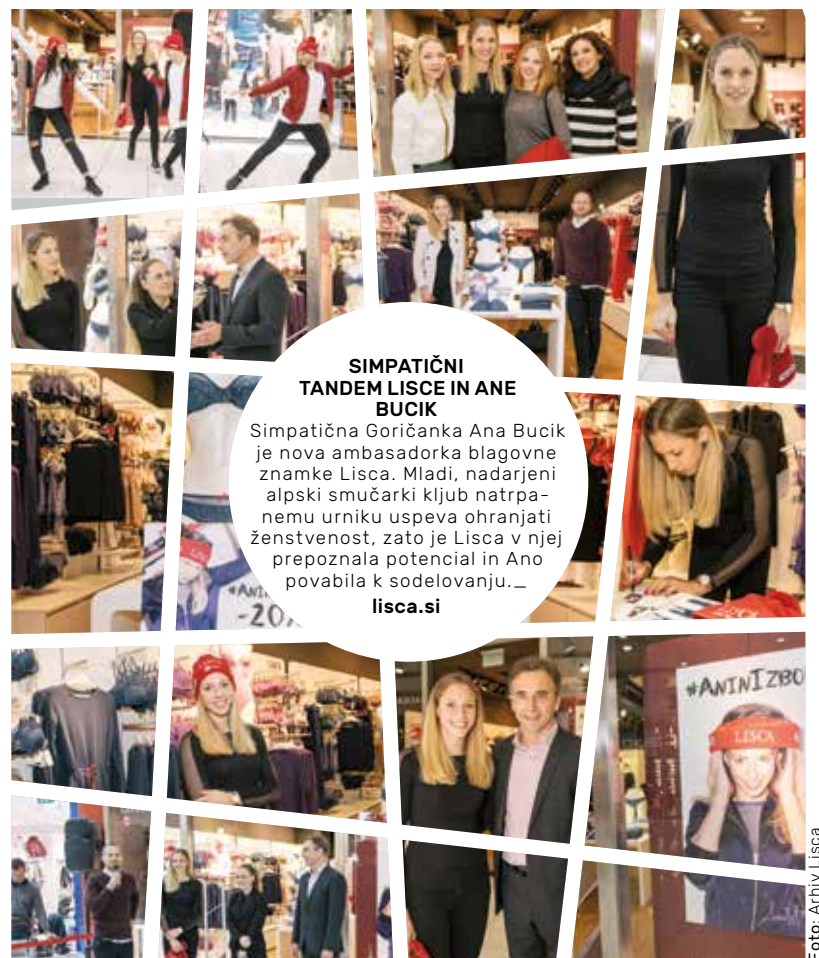 SIMPATIČNI
TANDEM LISCE IN ANE
BUCIK
Simpatična Goričanka Ana Bucik
je nova ambasadorka blagovne
znamke Lisca. Mladi, nadarjeni
alpski smučarki kljub natrpa-
nemu urniku uspeva ohranjati
ženstvenost, zato je Lisca v njej
prepoznala potencial in Ano
povabila k sodelovanju._
lisca.si
-20
#ANINIZBO
LISCA
Foto: Arhiv Lisca